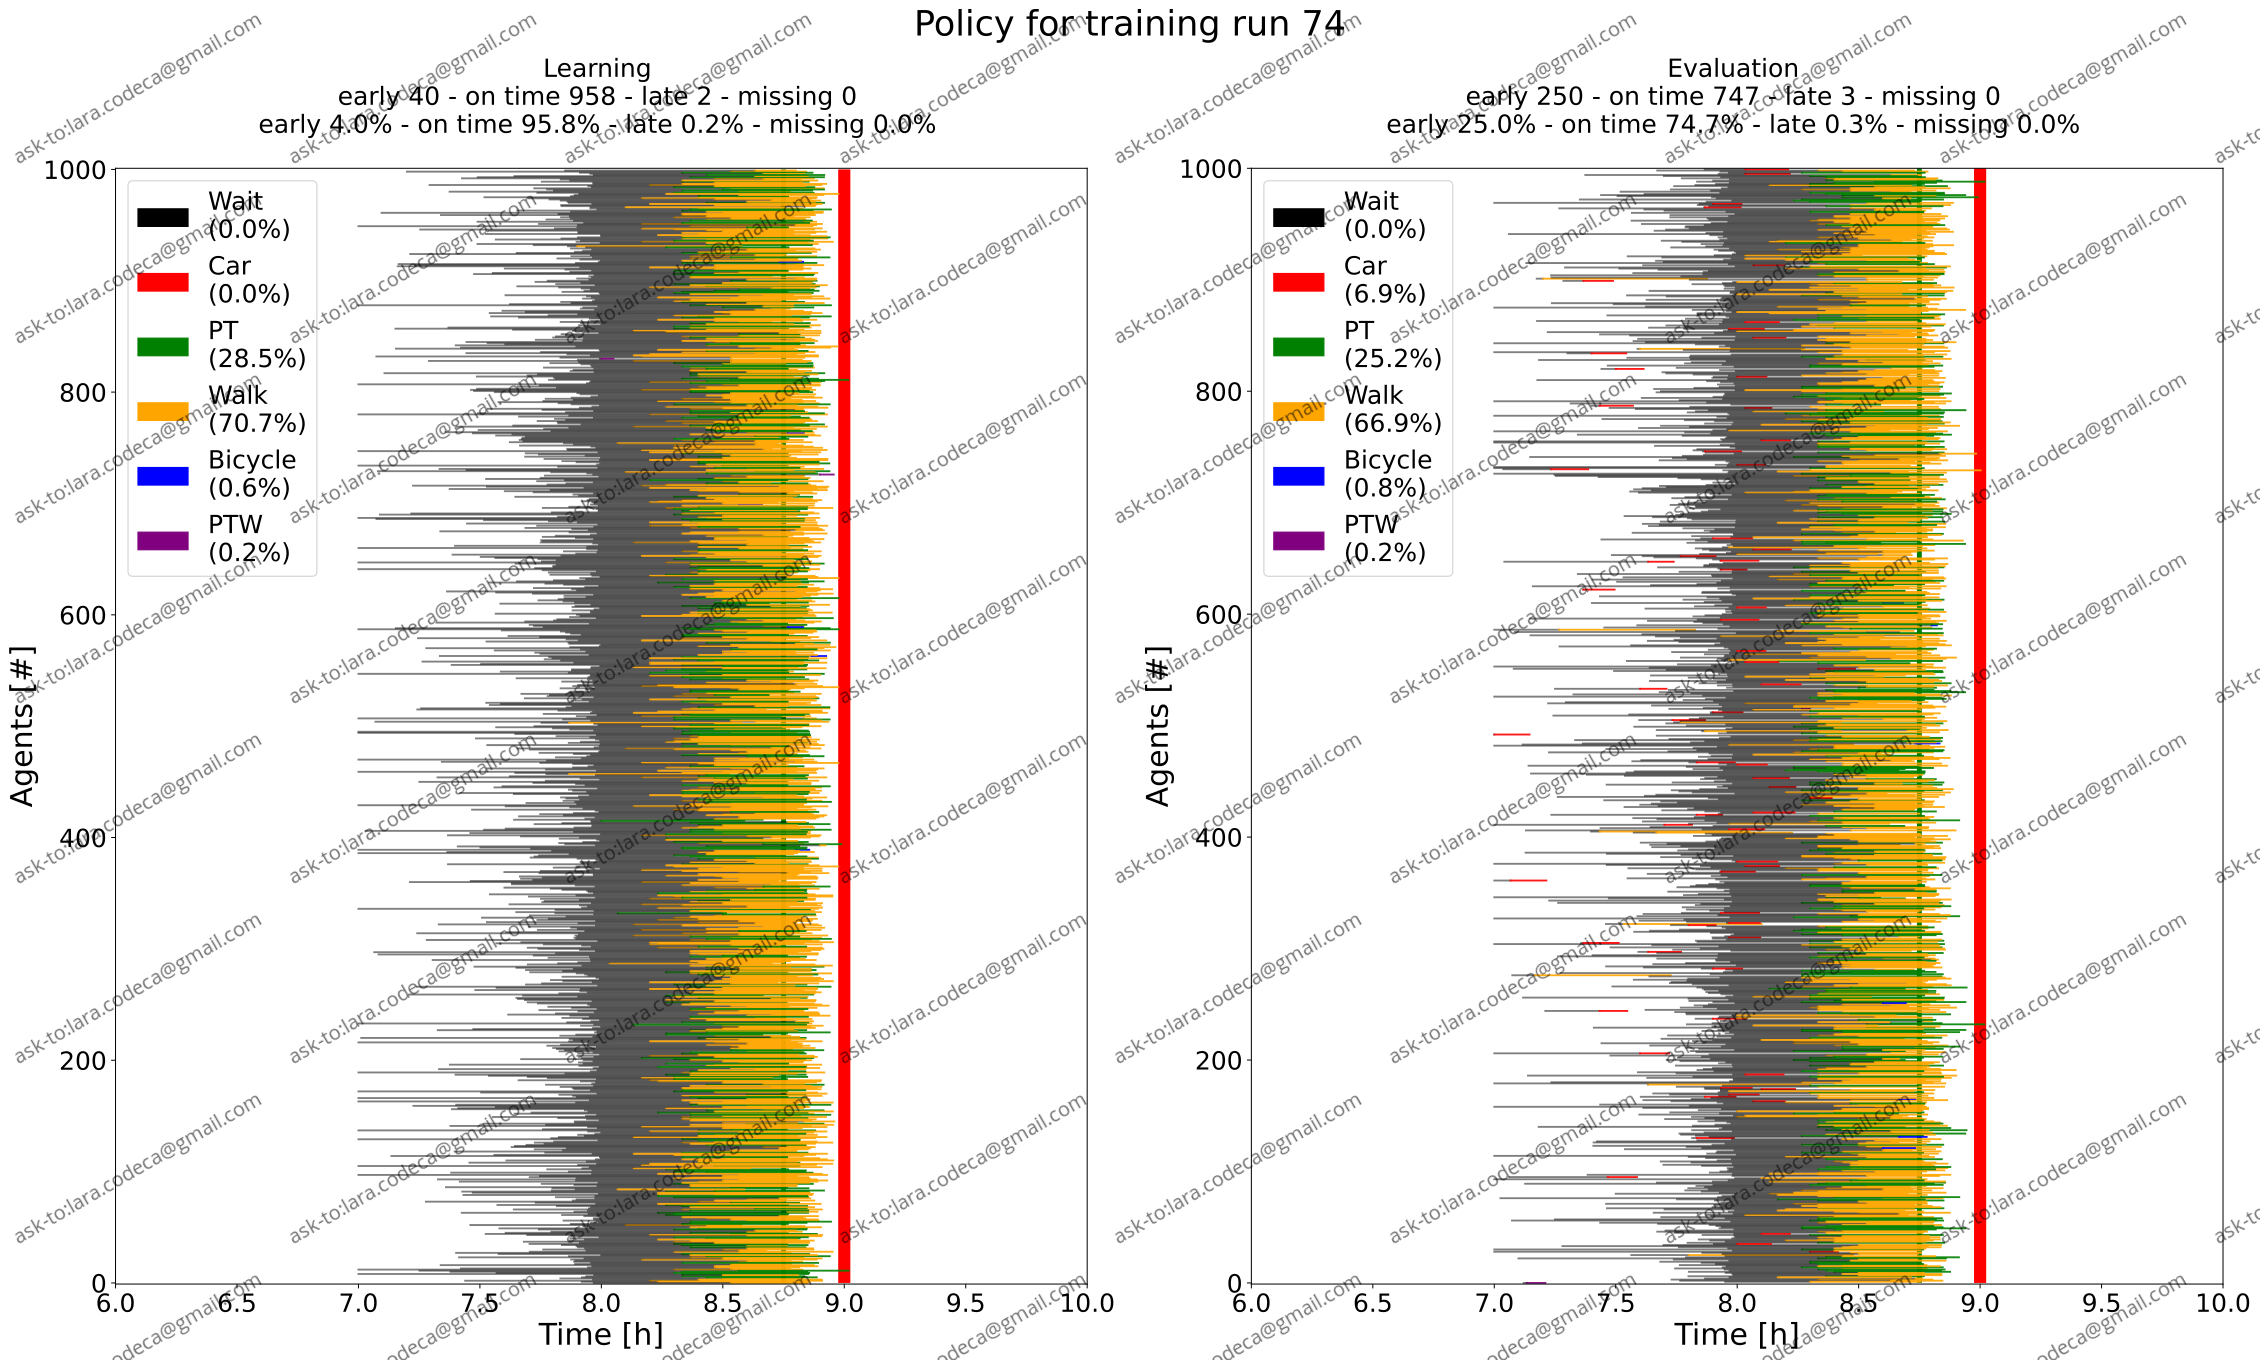 Policy for training run 74
Learning
early 40 - on time 958 - late 2 - missing 0
early 4.0% - on time 95.8% - late 0.2% - missing 0.0%
1000
800
600
400
200
0
Agents [#]
Wait
(0.0%)
Car
(0.0%)
PT
(28.5%)
Walk
(70.7%)
Bicycle
(0.6%)
PTW
(0.2%)
6.0 6.5 7.0 7.5 8.0 8.5 9.0 9.5 10.0
Time [h]
Evaluation
early 250 - on time 747 - late 3 - missing 0
early 25.0% - on time 74.7% - late 0.3% - missing 0.0%
1000
800
600
400
200
0
Agents [#]
Wait
(0.0%)
Car
(6.9%)
PT
(25.2%)
Walk
(66.9%)
Bicycle
(0.8%)
PTW
(0.2%)
6.0 6.5 7.0 7.5 8.0 8.5 9.0 9.5 10.0
Time [h]
ask-to:lara.codeca@gmail.com